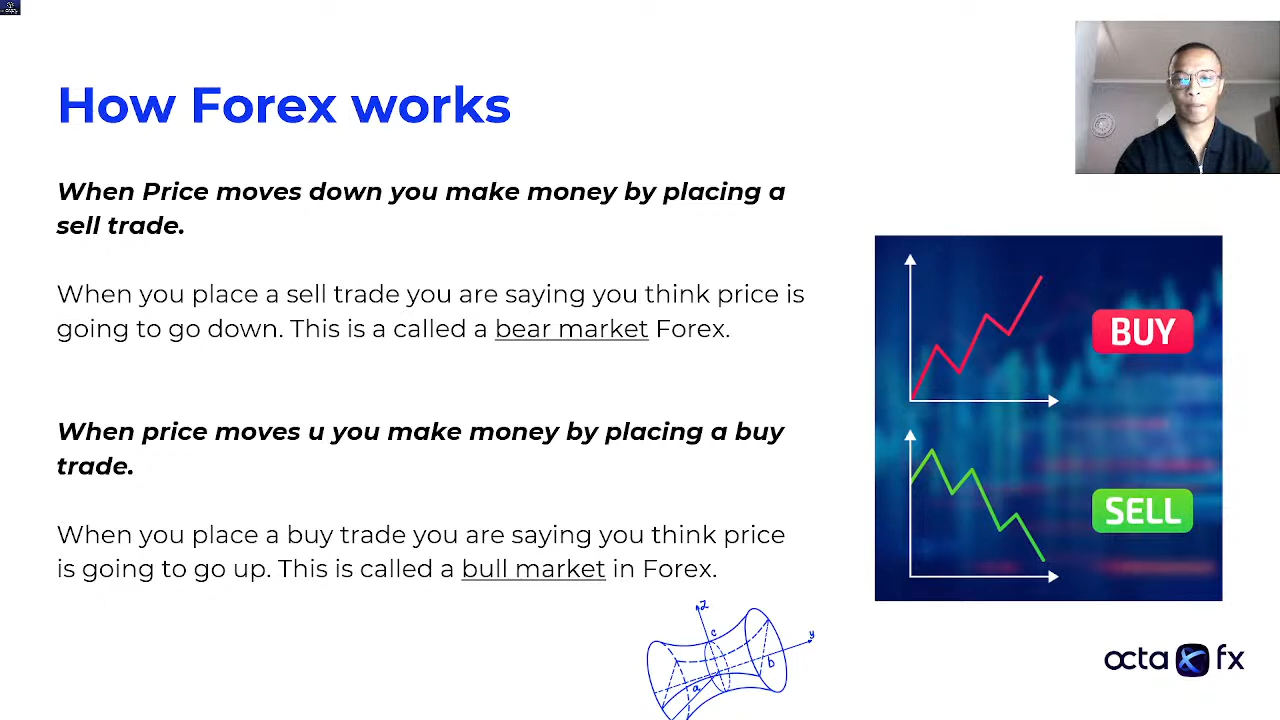 How Forex works
When Price moves down you make money by placing a
sell trade.
When you place a sell trade you are saying you think price is
going to go down. This is a called a bear market Forex.
When price moves u you make money by placing a buy
trade.
When you place a buy trade you are saying you think price
is going to go up. This is called a bull market in Forex.
BUY
SELL
z
c
y
b
a
octa fx